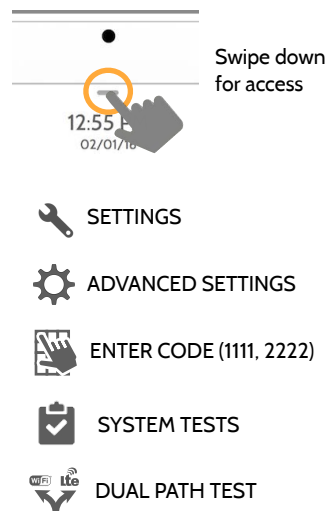 Swipe down
for access
12:55 P
02/01/18
SETTINGS
ADVANCED SETTINGS
ENTER CODE (1111, 2222)
SYSTEM TESTS
WiFi lte
DUAL PATH TEST